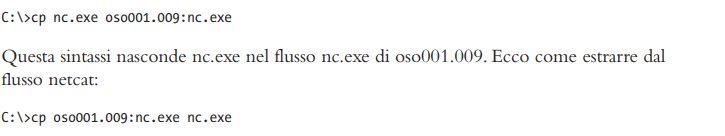 C:\>cp nc.exe oso001.009:nc.exe
Questa sintassi nasconde nc.exe nel flusso nc.exe di oso001.009. Ecco come estrarre dal
flusso netcat:
C:\>cp oso001.009:nc.exe nc.exe